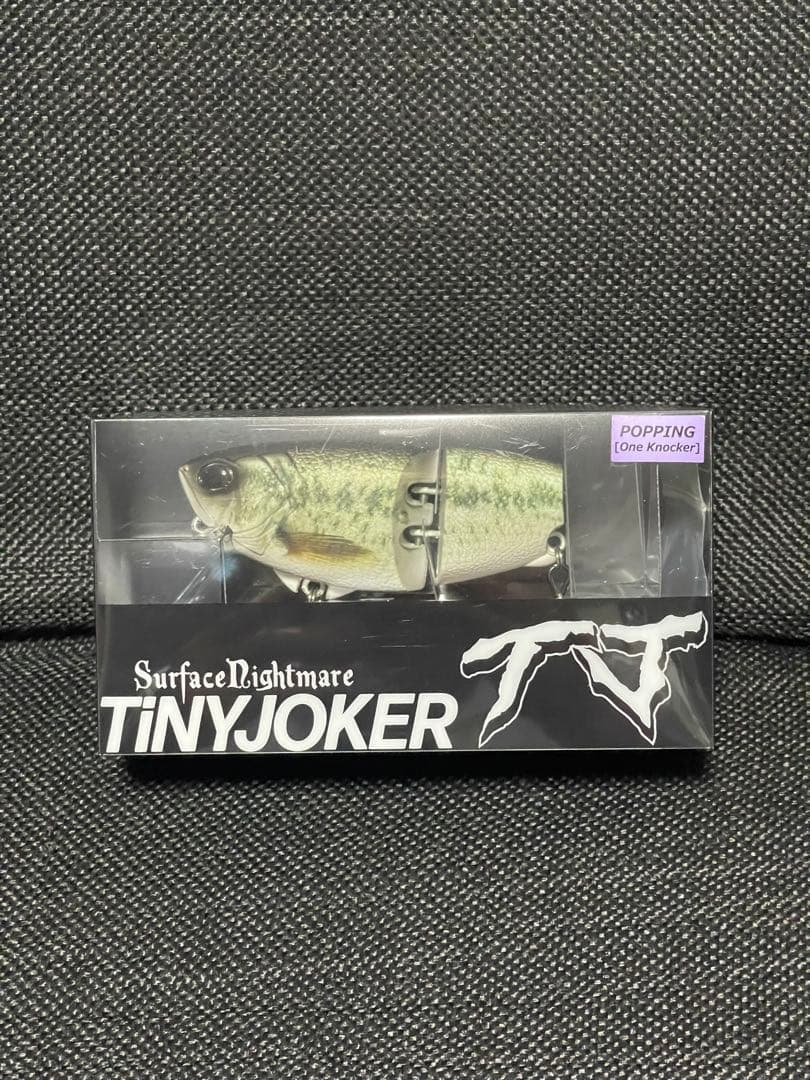 POPPING
[One Knocker]
SurfaceNightmare
TiNYJOKER
TJ